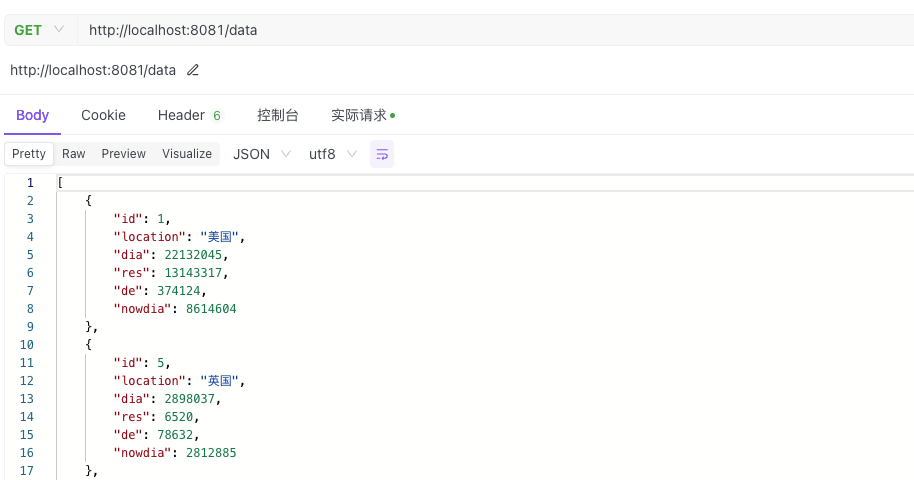 GET http://localhost:8081/data
http://localhost:8081/data
Body Cookie Header 6 控制台 实际请求
Pretty Raw Preview Visualize JSON utf8
1 [
2 {
3 "id": 1,
4 "location": "美国",
5 "dia": 22132045,
6 "res": 13143317,
7 "de": 374124,
8 "nowdia": 8614604
9 },
10 {
11 "id": 5,
12 "location": "英国",
13 "dia": 2898037,
14 "res": 6520,
15 "de": 78632,
16 "nowdia": 2812885
17 },